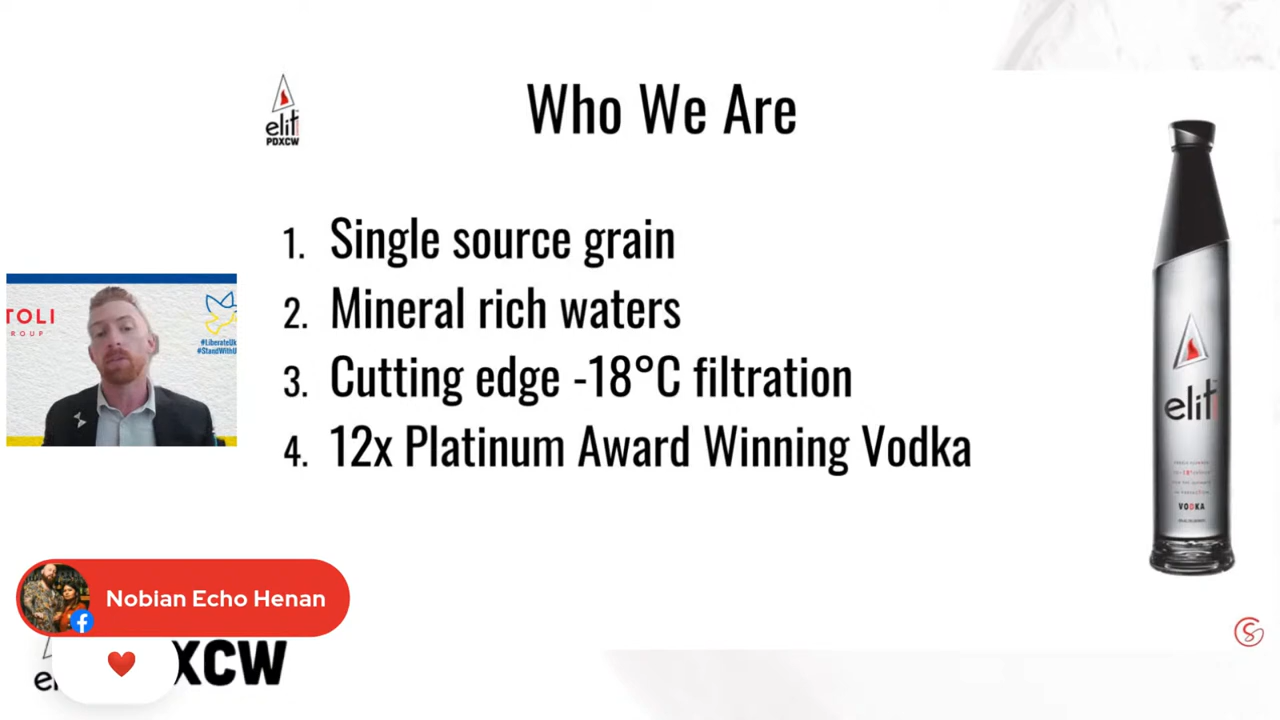 elit
PDXCW
Who We Are
1. Single source grain
2. Mineral rich waters
3. Cutting edge -18°C filtration
4. 12x Platinum Award Winning Vodka
TOLI
ROUP
#LiberateUk
#StandWithU
elit
VODKA
Nobian Echo Henan
XCW